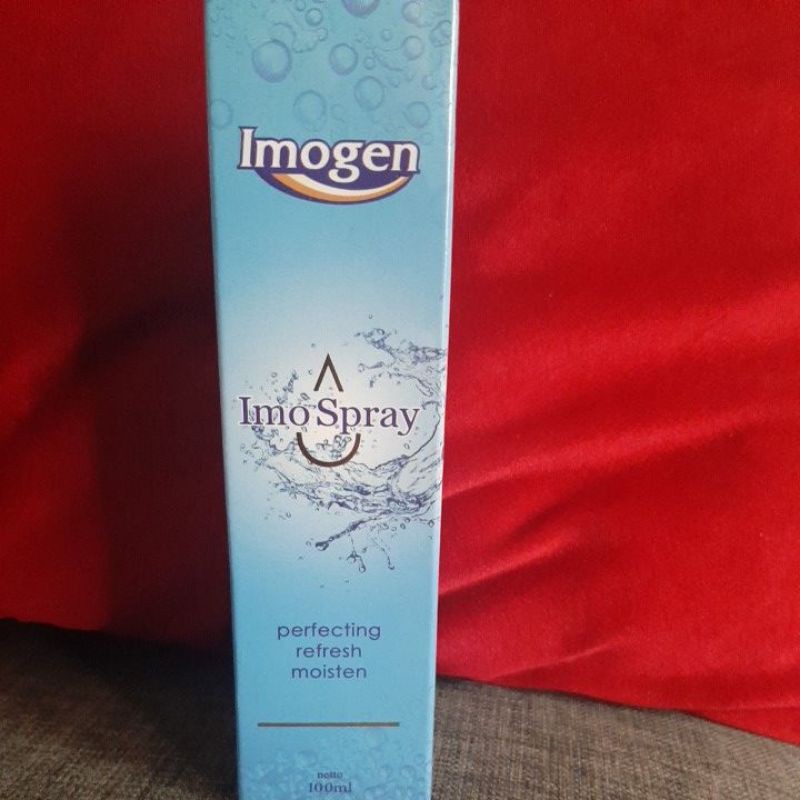 Imogen
Imo Spray
perfecting
refresh
moisten
netto
100ml